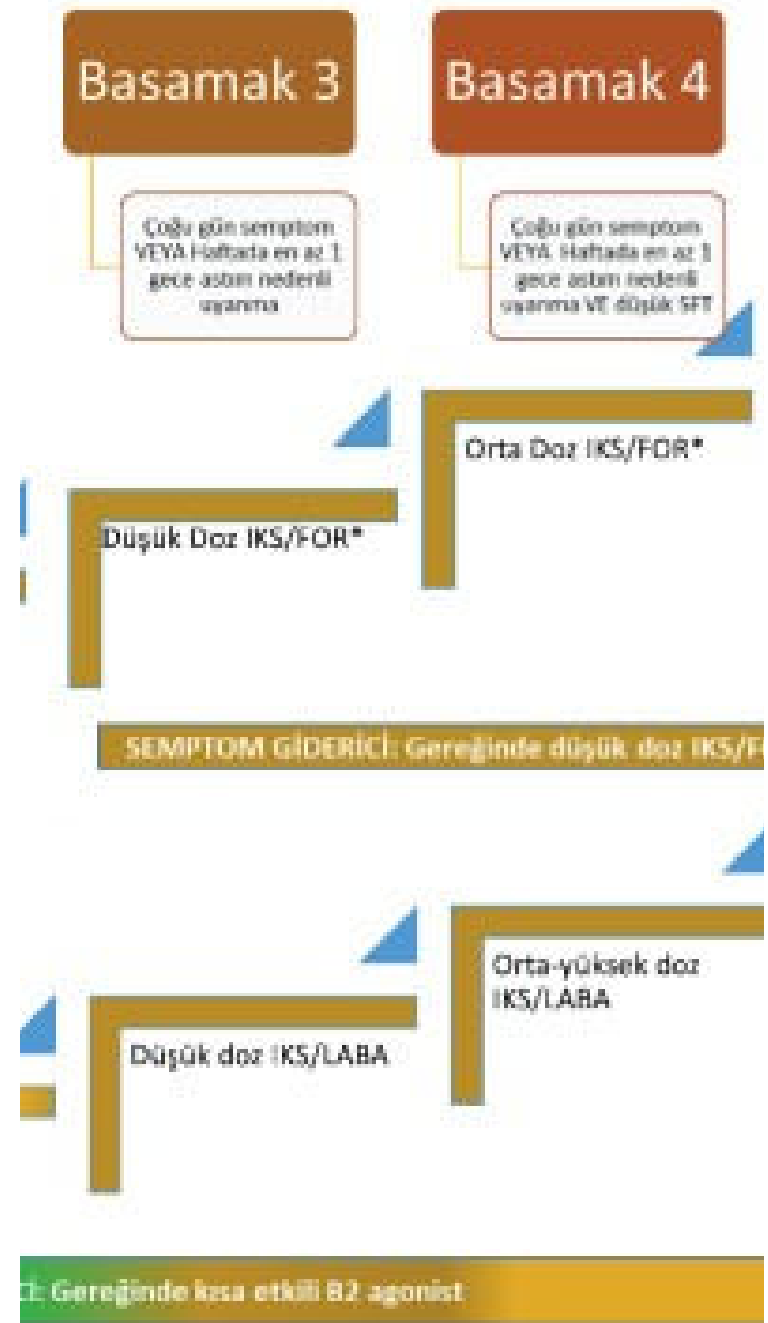 Basamak 3
Çoğu gün semptom
VEYA Haftada en az 1
gece astım nedenli
uyanma
Basamak 4
Çoğu gün semptom
VEYA Haftada en az 1
gece astım nedenli
uyanma VE düşük SFT
Düşük Doz IKS/FOR*
Orta Doz IKS/FOR*
SEMPTOM GİDERİCİ: Gereğinde düşük doz IKS/F
Düşük doz IKS/LABA
Orta-yüksek doz
IKS/LABA
Cİ: Gereğinde kısa etkili B2 agonist